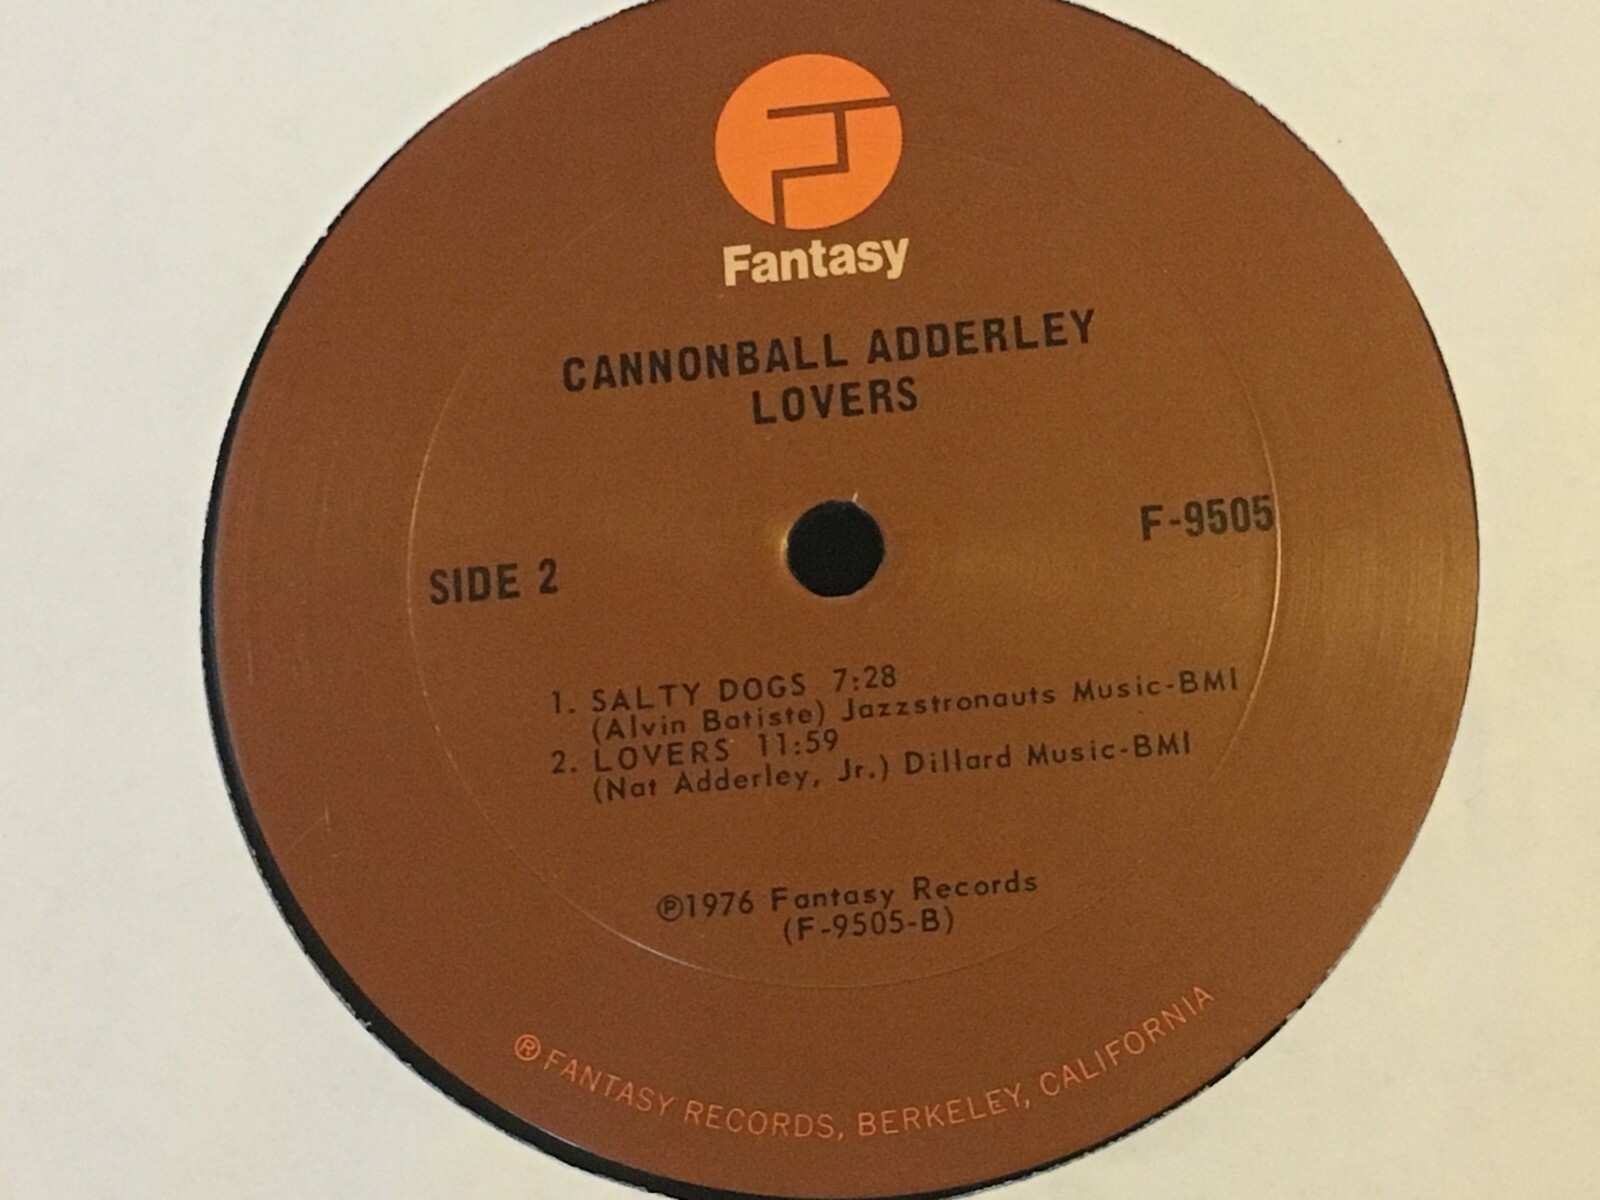 Fantasy
CANNONBALL ADDERLEY
LOVERS
F-9505
SIDE 2
1. SALTY DOGS 7:28
(Alvin Batiste) Jazzstronauts Music-BMI
2. LOVERS 11:59
(Nat Adderley, Jr.) Dillard Music-BMI
℗1976 Fantasy Records
(F-9505-B)
® FANTASY RECORDS, BERKELEY, CALIFORNIA